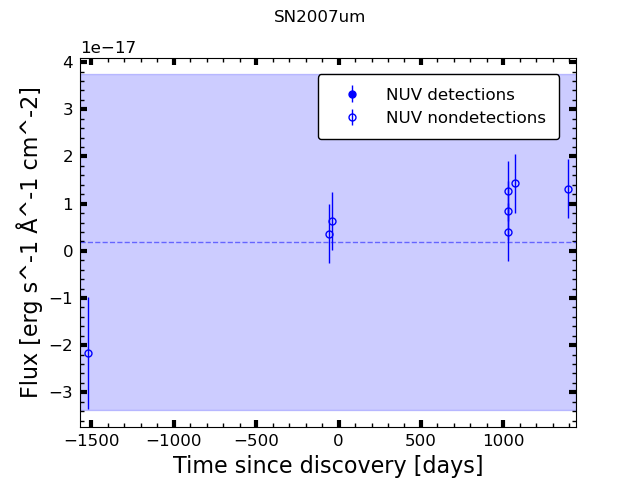 SN2007um
1e−17
NUV detections
NUV nondetections
4
3
2
1
0
−1
−2
−3
Flux [erg s^-1 Å^-1 cm^-2]
−1500 −1000 −500 0 500 1000
Time since discovery [days]